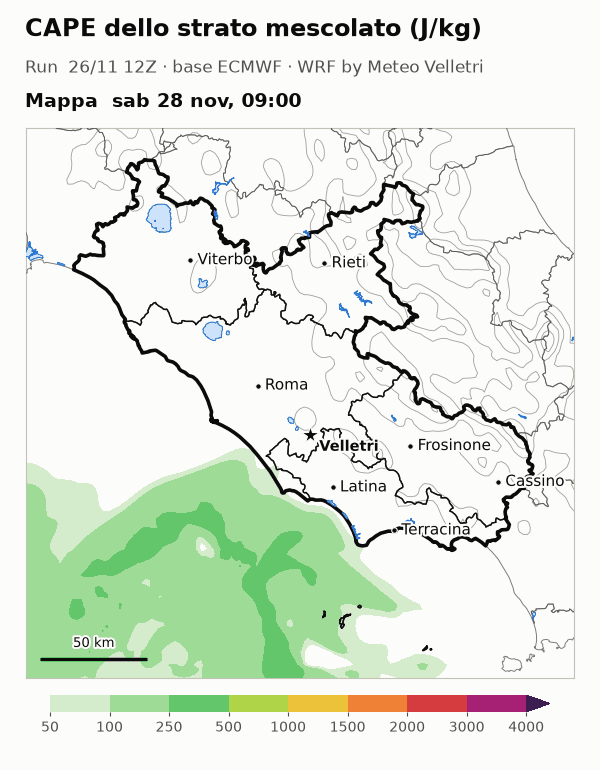 CAPE dello strato mescolato (J/kg)
Run  26/11 12Z · base ECMWF · WRF by Meteo Velletri
Mappa  sab 28 nov, 09:00
Viterbo
Rieti
Roma
Velletri
Frosinone
Cassino
Latina
Terracina
50 km
50 100 250 500 1000 1500 2000 3000 4000